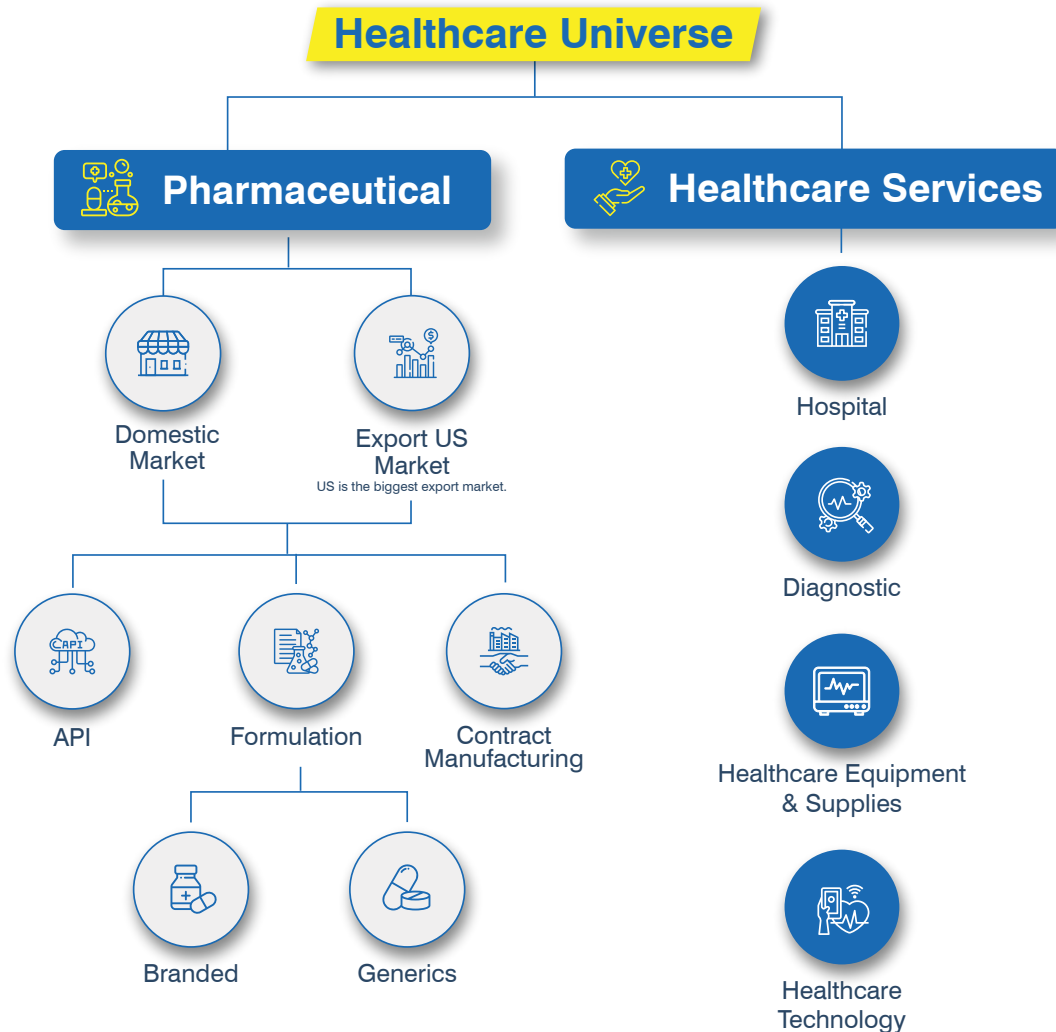 Healthcare Universe
Pharmaceutical
Healthcare Services
Domestic
Market
Export US
Market
US is the biggest export market.
Hospital
Diagnostic
API
API
Formulation
Contract
Manufacturing
Healthcare Equipment
& Supplies
Branded
Generics
Healthcare
Technology